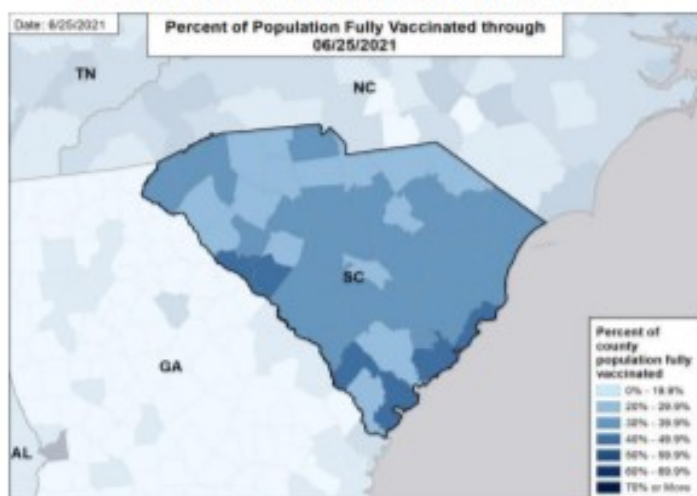 Date: 6/25/2021
Percent of Population Fully Vaccinated through
06/25/2021
TN
NC
SC
GA
AL
Percent of
county
population fully
vaccinated
0% - 19.9%
20% - 29.9%
30% - 39.9%
40% - 49.9%
50% - 59.9%
60% - 69.9%
70% or More